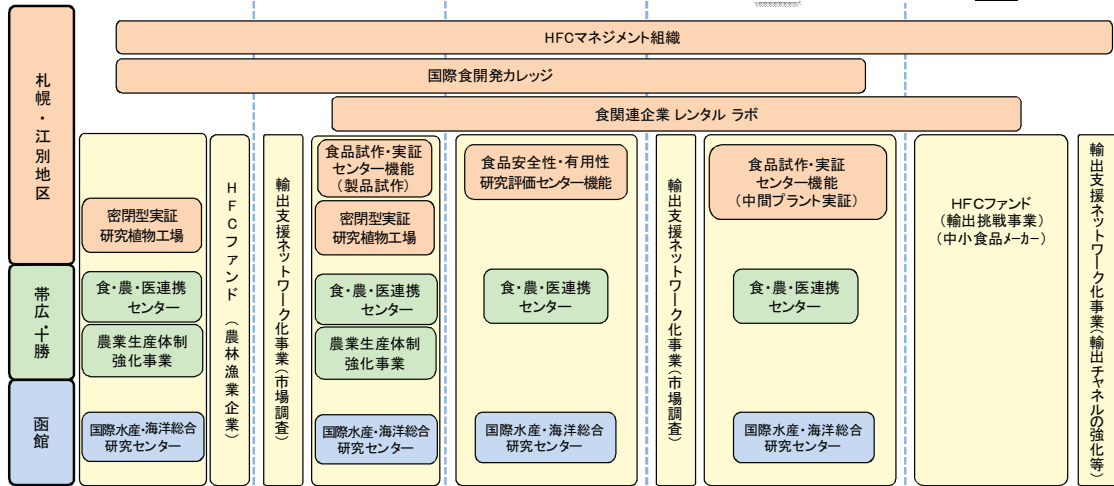 HFCマネジメント組織
国際食開発カレッジ
食関連企業 レンタル ラボ
札幌・江別地区
帯広・十勝
函館
密閉型実証
研究植物工場
食・農・医連携
センター
農業生産体制
強化事業
国際水産・海洋総合
研究センター
HFCファンド（農林漁業企業）
輸出支援ネットワーク化事業(市場調査)
食品試作・実証
センター機能
(製品試作)
密閉型実証
研究植物工場
食・農・医連携
センター
農業生産体制
強化事業
国際水産・海洋総合
研究センター
食品安全性・有用性
研究評価センター機能
食・農・医連携
センター
国際水産・海洋総合
研究センター
輸出支援ネットワーク化事業(市場調査)
食品試作・実証
センター機能
(中間プラント実証)
食・農・医連携
センター
国際水産・海洋総合
研究センター
HFCファンド
(輸出挑戦事業)
(中小食品メーカー)
輸出支援ネットワーク化事業(輸出チャネルの強化等)